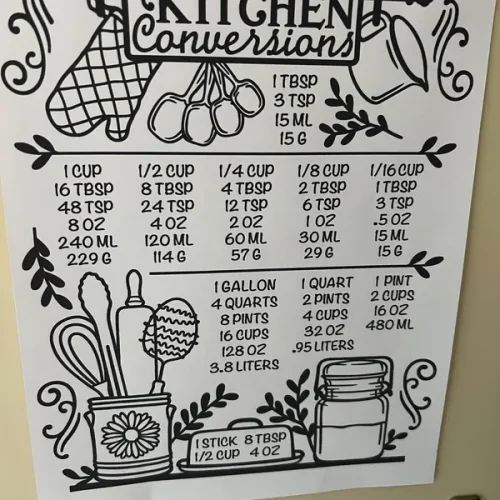 KITCHEN
Conversions
1 TBSP
3 TSP
15 ML
15 G
1 CUP
16 TBSP
48 TSP
8 OZ
240 ML
229 G
1/2 CUP
8 TBSP
24 TSP
4 OZ
120 ML
114 G
1/4 CUP
4 TBSP
12 TSP
2 OZ
60 ML
57 G
1/8 CUP
2 TBSP
6 TSP
1 OZ
30 ML
29 G
1/16 CUP
1 TBSP
3 TSP
.5 OZ
15 ML
15 G
1 GALLON
4 QUARTS
8 PINTS
16 CUPS
128 OZ
3.8 LITERS
1 QUART
2 PINTS
4 CUPS
32 OZ
.95 LITERS
1 PINT
2 CUPS
16 OZ
480 ML
1 STICK 8 TBSP
1/2 CUP 4 OZ